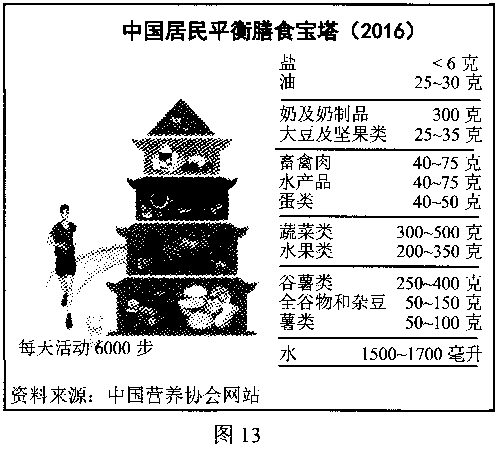 中国居民平衡膳食宝塔（2016）
盐 <6 克
油 25~30 克
奶及奶制品 300 克
大豆及坚果类 25~35 克
畜禽肉 40~75 克
水产品 40~75 克
蛋类 40~50 克
蔬菜类 300~500 克
水果类 200~350 克
谷薯类 250~400 克
全谷物和杂豆 50~150 克
薯类 50~100 克
水 1500~1700 毫升
每天活动 6000 步
资料来源：中国营养协会网站
图 13